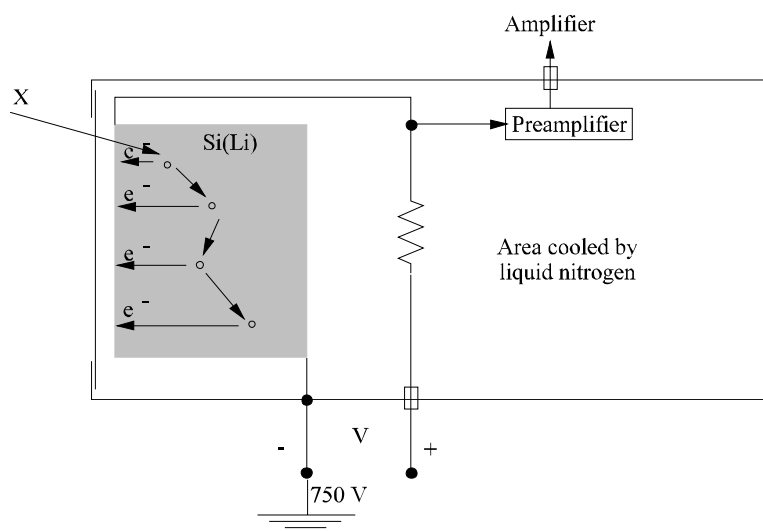 Amplifier
X
Preamplifier
Si(Li)
e -
e -
e -
e -
Area cooled by
liquid nitrogen
V
- +
750 V